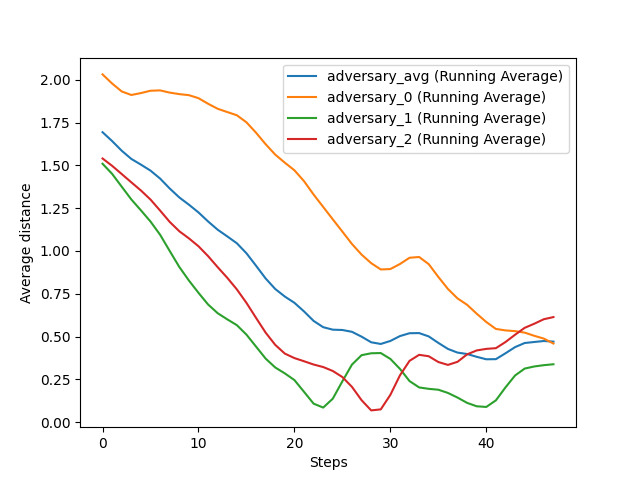 adversary_avg (Running Average)
adversary_0 (Running Average)
adversary_1 (Running Average)
adversary_2 (Running Average)
2.00
1.75
1.50
1.25
1.00
0.75
0.50
0.25
0.00
Average distance
0 10 20 30 40
Steps